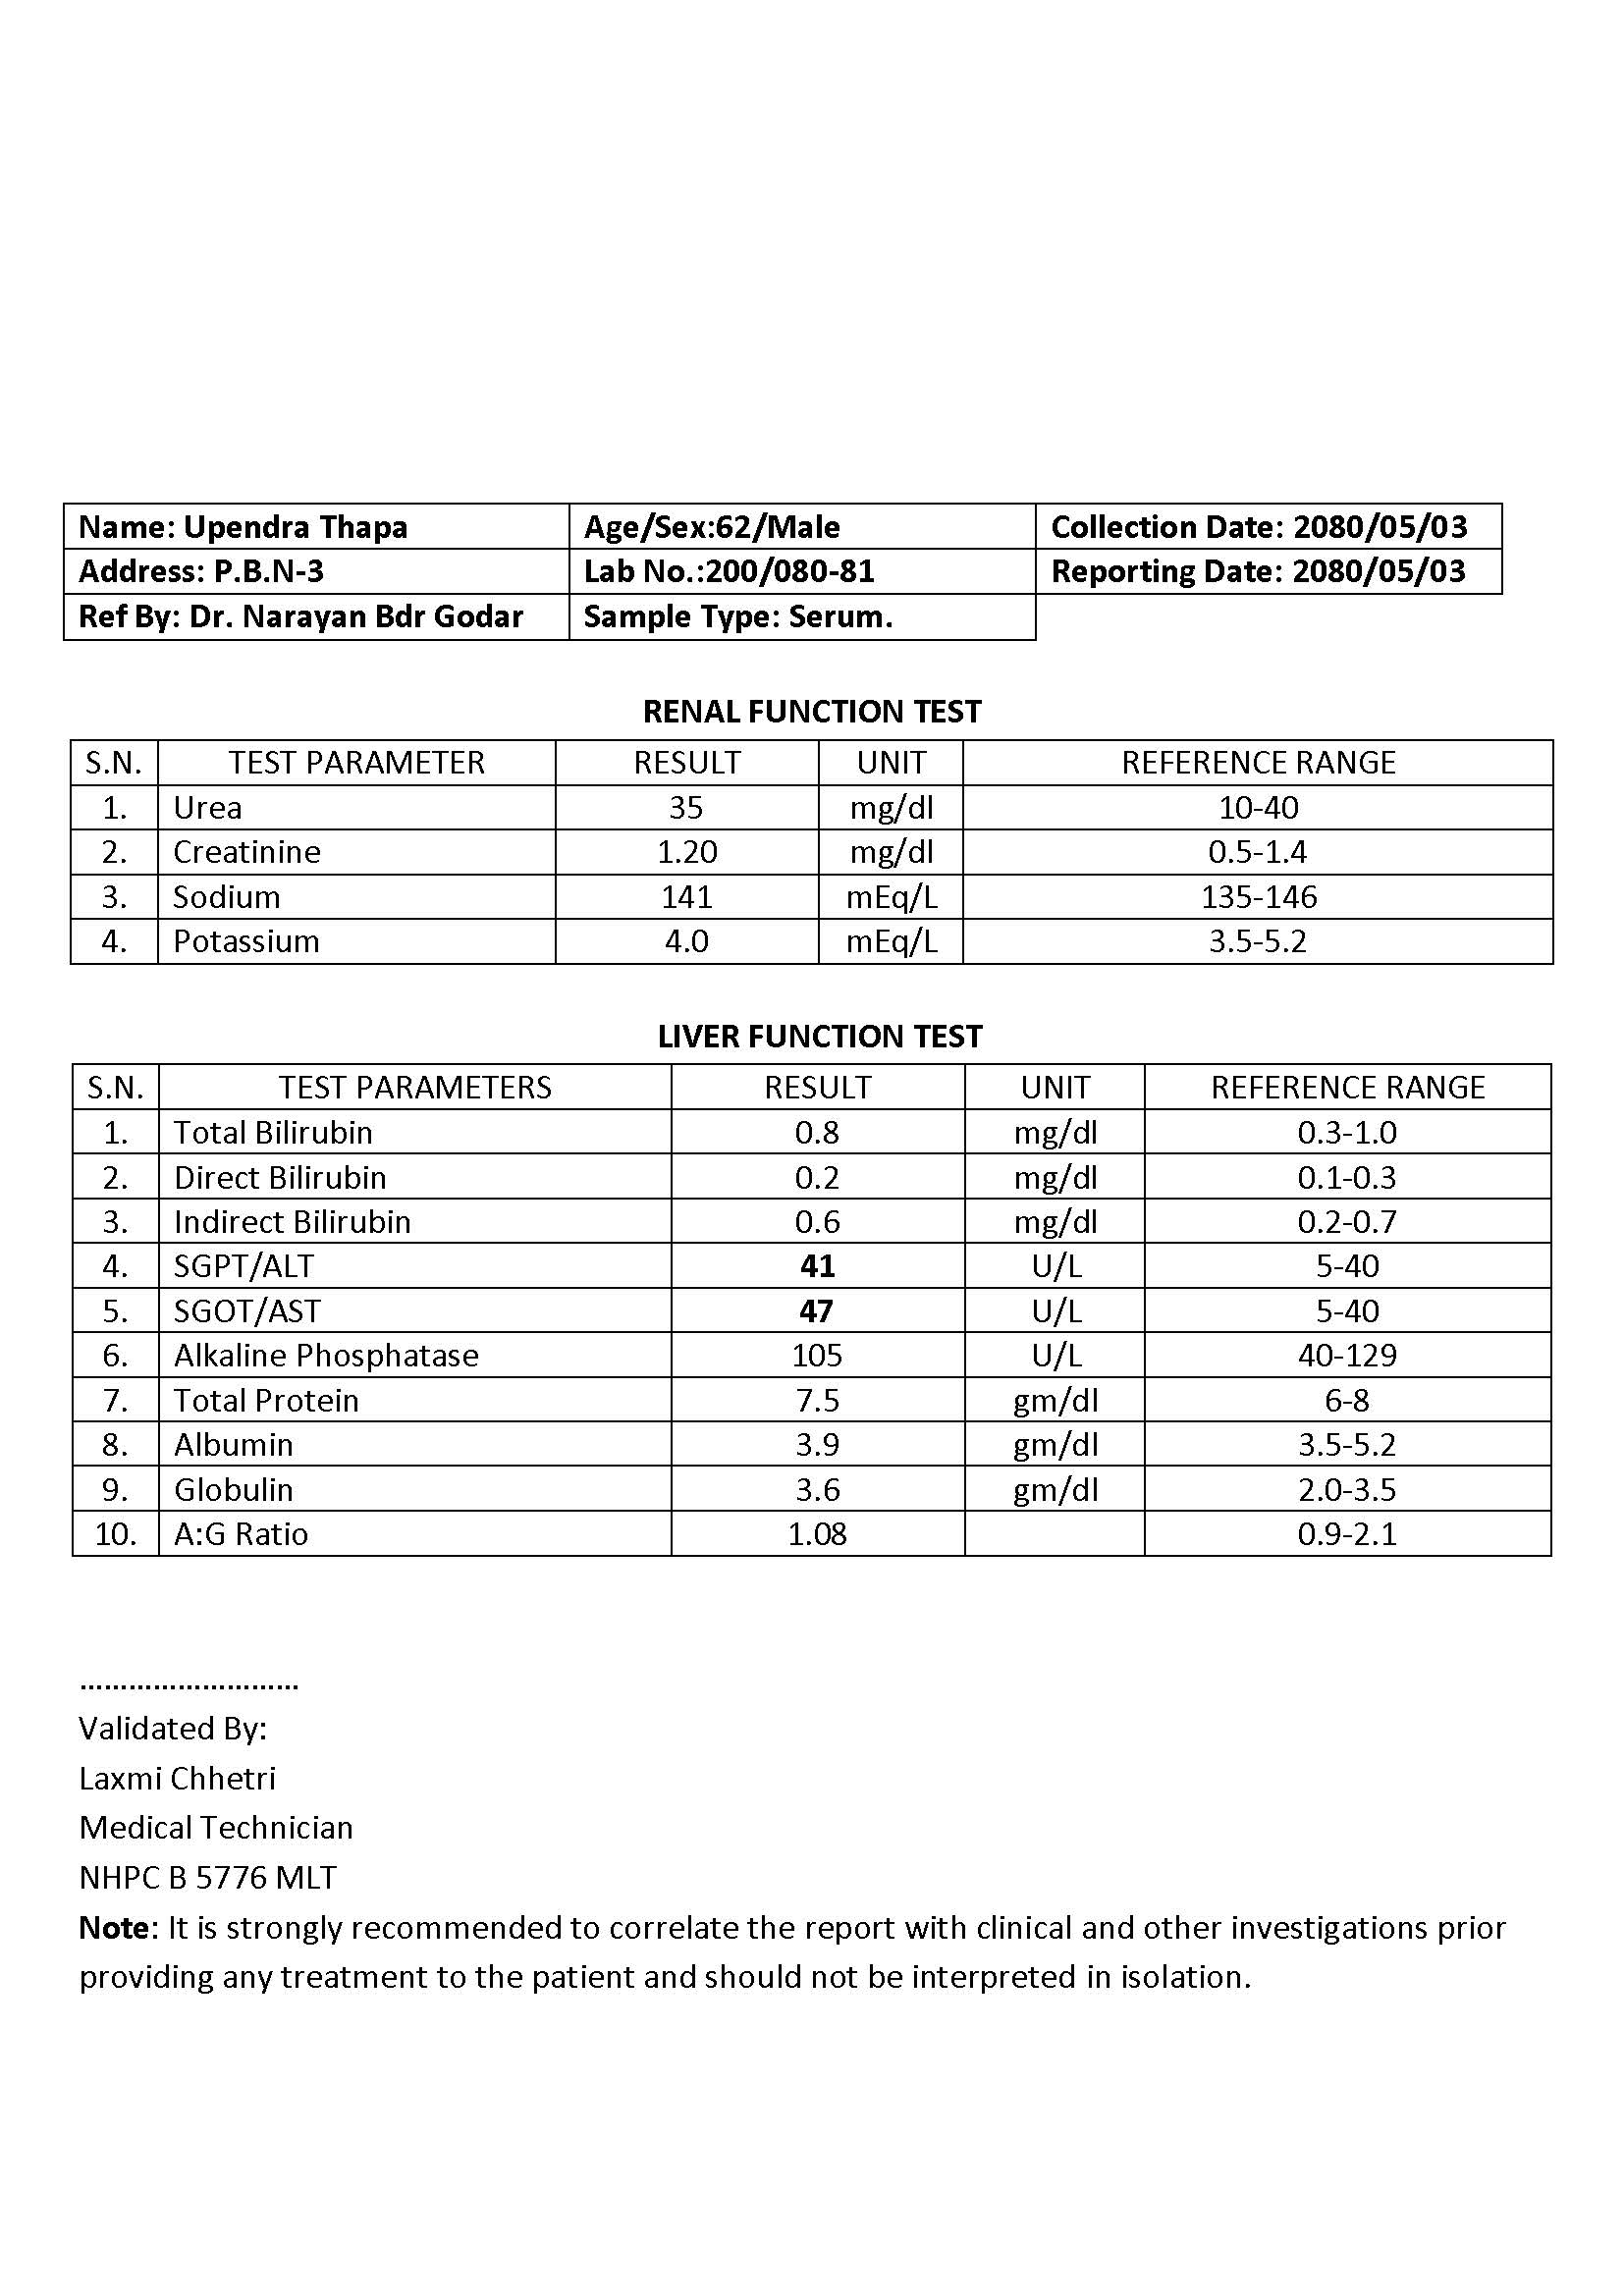 Name: Upendra Thapa Age/Sex:62/Male Collection Date: 2080/05/03
Address: P.B.N-3 Lab No.:200/080-81 Reporting Date: 2080/05/03
Ref By: Dr. Narayan Bdr Godar Sample Type: Serum.
RENAL FUNCTION TEST
S.N. TEST PARAMETER RESULT UNIT REFERENCE RANGE
1. Urea 35 mg/dl 10-40
2. Creatinine 1.20 mg/dl 0.5-1.4
3. Sodium 141 mEq/L 135-146
4. Potassium 4.0 mEq/L 3.5-5.2
LIVER FUNCTION TEST
S.N. TEST PARAMETERS RESULT UNIT REFERENCE RANGE
1. Total Bilirubin 0.8 mg/dl 0.3-1.0
2. Direct Bilirubin 0.2 mg/dl 0.1-0.3
3. Indirect Bilirubin 0.6 mg/dl 0.2-0.7
4. SGPT/ALT 41 U/L 5-40
5. SGOT/AST 47 U/L 5-40
6. Alkaline Phosphatase 105 U/L 40-129
7. Total Protein 7.5 gm/dl 6-8
8. Albumin 3.9 gm/dl 3.5-5.2
9. Globulin 3.6 gm/dl 2.0-3.5
10. A:G Ratio 1.08 0.9-2.1
...........................
Validated By:
Laxmi Chhetri
Medical Technician
NHPC B 5776 MLT
Note: It is strongly recommended to correlate the report with clinical and other investigations prior
providing any treatment to the patient and should not be interpreted in isolation.